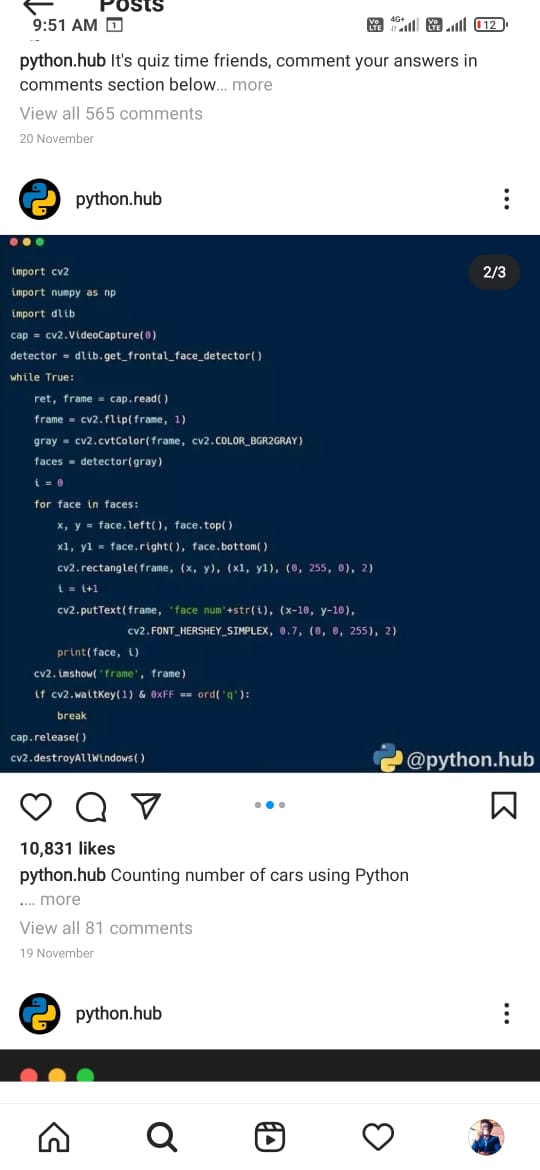 Posts
9:51 AM 1 Vo LTE 4G+ Vo LTE 12
python.hub It's quiz time friends, comment your answers in
comments section below... more
View all 565 comments
20 November
python.hub
2/3
import cv2
import numpy as np
import dlib
cap = cv2.VideoCapture(0)
detector = dlib.get_frontal_face_detector()
while True:
    ret, frame = cap.read()
    frame = cv2.flip(frame, 1)
    gray = cv2.cvtColor(frame, cv2.COLOR_BGR2GRAY)
    faces = detector(gray)
    i = 0
    for face in faces:
        x, y = face.left(), face.top()
        x1, y1 = face.right(), face.bottom()
        cv2.rectangle(frame, (x, y), (x1, y1), (0, 255, 0), 2)
        i = i+1
        cv2.putText(frame, 'face num'+str(i), (x-10, y-10),
                    cv2.FONT_HERSHEY_SIMPLEX, 0.7, (0, 0, 255), 2)
        print(face, i)
    cv2.imshow('frame', frame)
    if cv2.waitKey(1) & 0xFF == ord('q'):
        break
cap.release()
cv2.destroyAllWindows()
@python.hub
10,831 likes
python.hub Counting number of cars using Python
.... more
View all 81 comments
19 November
python.hub